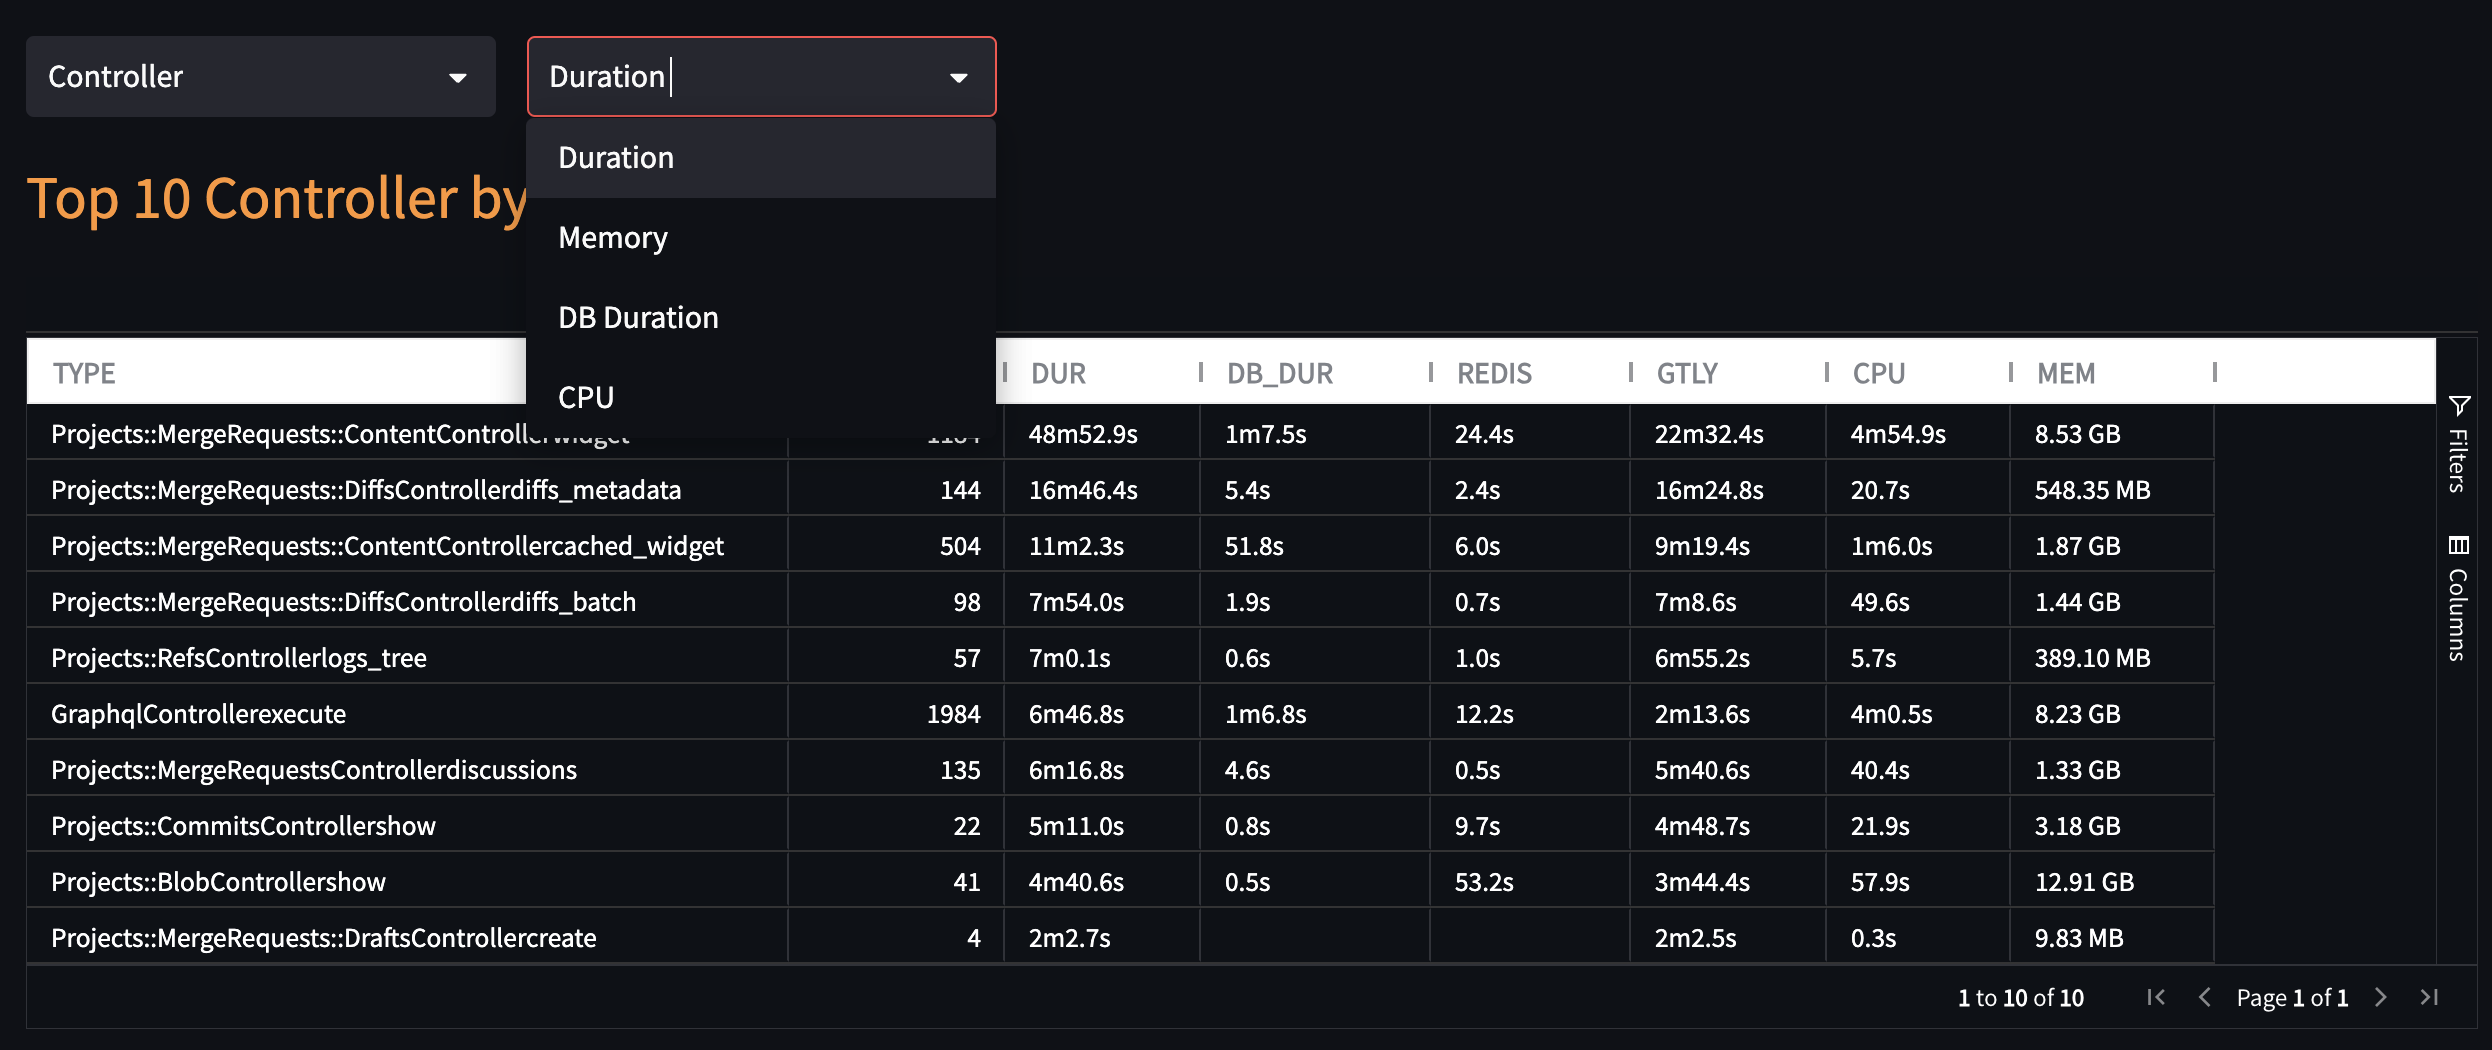 Controller
Duration
Duration
Memory
DB Duration
CPU
Top 10 Controller by
TYPE DUR DB_DUR REDIS GTLY CPU MEM
Projects::MergeRequests::ContentControllerwidget 48m52.9s 1m7.5s 24.4s 22m32.4s 4m54.9s 8.53 GB
Projects::MergeRequests::DiffsControllerdiffs_metadata 144 16m46.4s 5.4s 2.4s 16m24.8s 20.7s 548.35 MB
Projects::MergeRequests::ContentControllercached_widget 504 11m2.3s 51.8s 6.0s 9m19.4s 1m6.0s 1.87 GB
Projects::MergeRequests::DiffsControllerdiffs_batch 98 7m54.0s 1.9s 0.7s 7m8.6s 49.6s 1.44 GB
Projects::RefsControllerlogs_tree 57 7m0.1s 0.6s 1.0s 6m55.2s 5.7s 389.10 MB
GraphqlControllerexecute 1984 6m46.8s 1m6.8s 12.2s 2m13.6s 4m0.5s 8.23 GB
Projects::MergeRequestsControllerdiscussions 135 6m16.8s 4.6s 0.5s 5m40.6s 40.4s 1.33 GB
Projects::CommitsControllershow 22 5m11.0s 0.8s 9.7s 4m48.7s 21.9s 3.18 GB
Projects::BlobControllershow 41 4m40.6s 0.5s 53.2s 3m44.4s 57.9s 12.91 GB
Projects::MergeRequests::DraftsControllercreate 4 2m2.7s 2m2.5s 0.3s 9.83 MB
Filters
Columns
1 to 10 of 10 Page 1 of 1